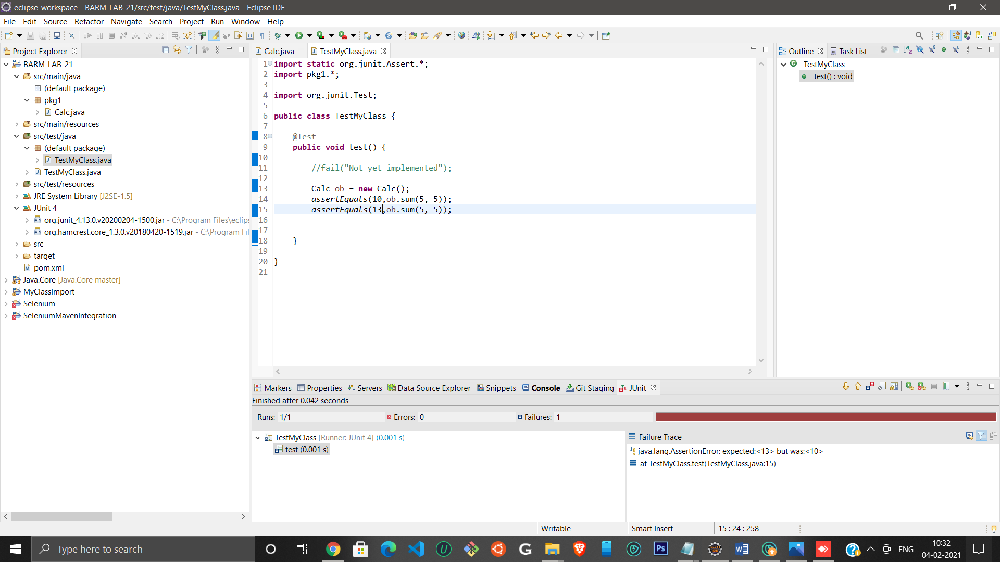 eclipse-workspace - BARM_LAB-21/src/test/java/TestMyClass.java - Eclipse IDE
File Edit Source Refactor Navigate Search Project Run Window Help
Project Explorer
BARM_LAB-21
src/main/java
(default package)
pkg1
Calc.java
src/main/resources
src/test/java
(default package)
TestMyClass.java
TestMyClass.java
src/test/resources
JRE System Library [J2SE-1.5]
JUnit 4
org.junit_4.13.0.v20200204-1500.jar - C:\Program Files\eclip
org.hamcrest.core_1.3.0.v20180420-1519.jar - C:\Program Fil
src
target
pom.xml
Java.Core [Java.Core master]
MyClassImport
Selenium
SeleniumMavenIntegration
Calc.java TestMyClass.java
1 import static org.junit.Assert.*;
2 import pkg1.*;
3
4 import org.junit.Test;
5
6 public class TestMyClass {
7
8 @Test
9 public void test() {
10
11 //fail("Not yet implemented");
12
13 Calc ob = new Calc();
14 assertEquals(10,ob.sum(5, 5));
15 assertEquals(13,ob.sum(5, 5));
16
17
18 }
19
20 }
21
Outline Task List
TestMyClass
test() : void
Markers Properties Servers Data Source Explorer Snippets Console Git Staging JUnit
Finished after 0.042 seconds
Runs: 1/1 Errors: 0 Failures: 1
TestMyClass [Runner: JUnit 4] (0.001 s)
test (0.001 s)
Failure Trace
java.lang.AssertionError: expected:<13> but was:<10>
at TestMyClass.test(TestMyClass.java:15)
Writable Smart Insert 15 : 24 : 258
Type here to search
ENG
10:32
04-02-2021